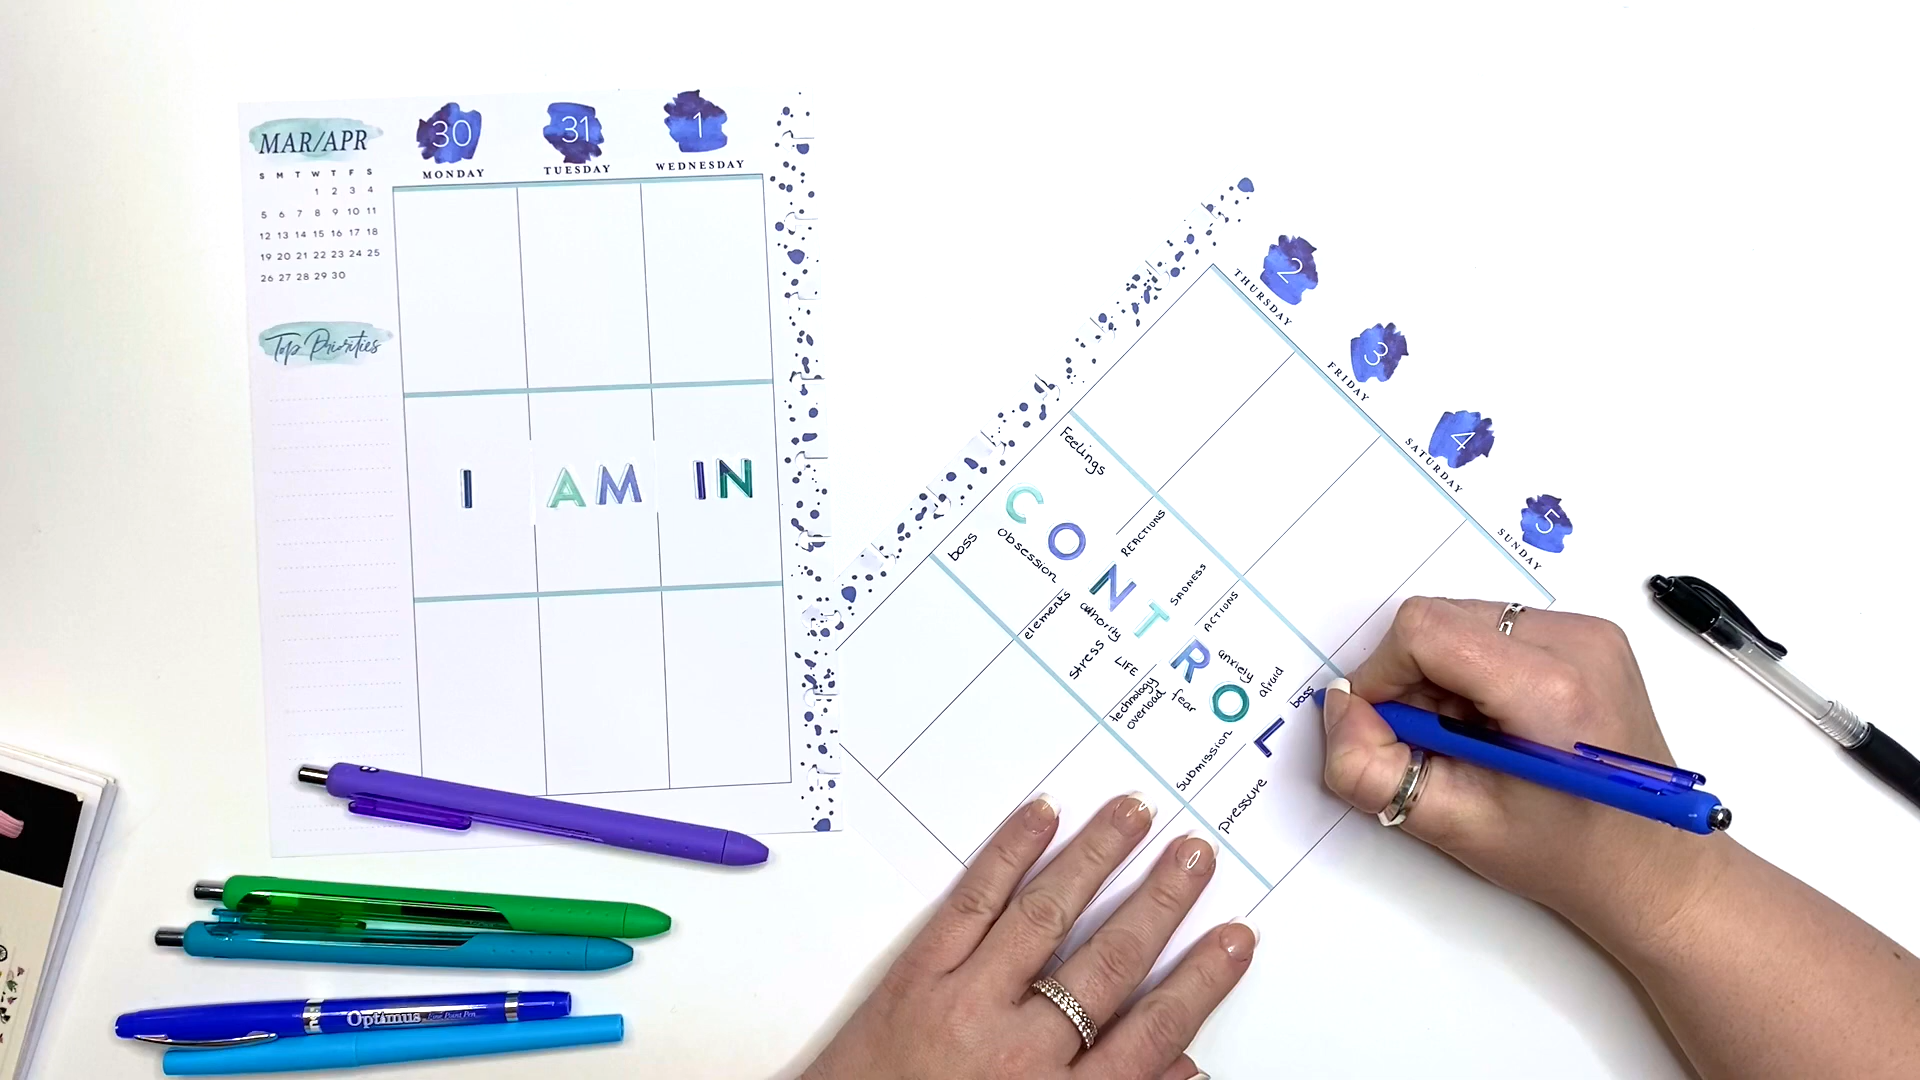 MAR/APR
S M T W T F S
1 2 3 4
5 6 7 8 9 10 11
12 13 14 15 16 17 18
19 20 21 22 23 24 25
26 27 28 29 30
Top Priorities
30
MONDAY
31
TUESDAY
1
WEDNESDAY
I AM IN
2
THURSDAY
3
FRIDAY
4
SATURDAY
5
SUNDAY
Feelings
CONTROL
boss
obsession
REACTIONS
elements
authority
SADNESS
stress
LIFE
ACTIONS
technology
overload
fear
anxiety
afraid
submission
boss
pressure
Optimus Fine Point Pen